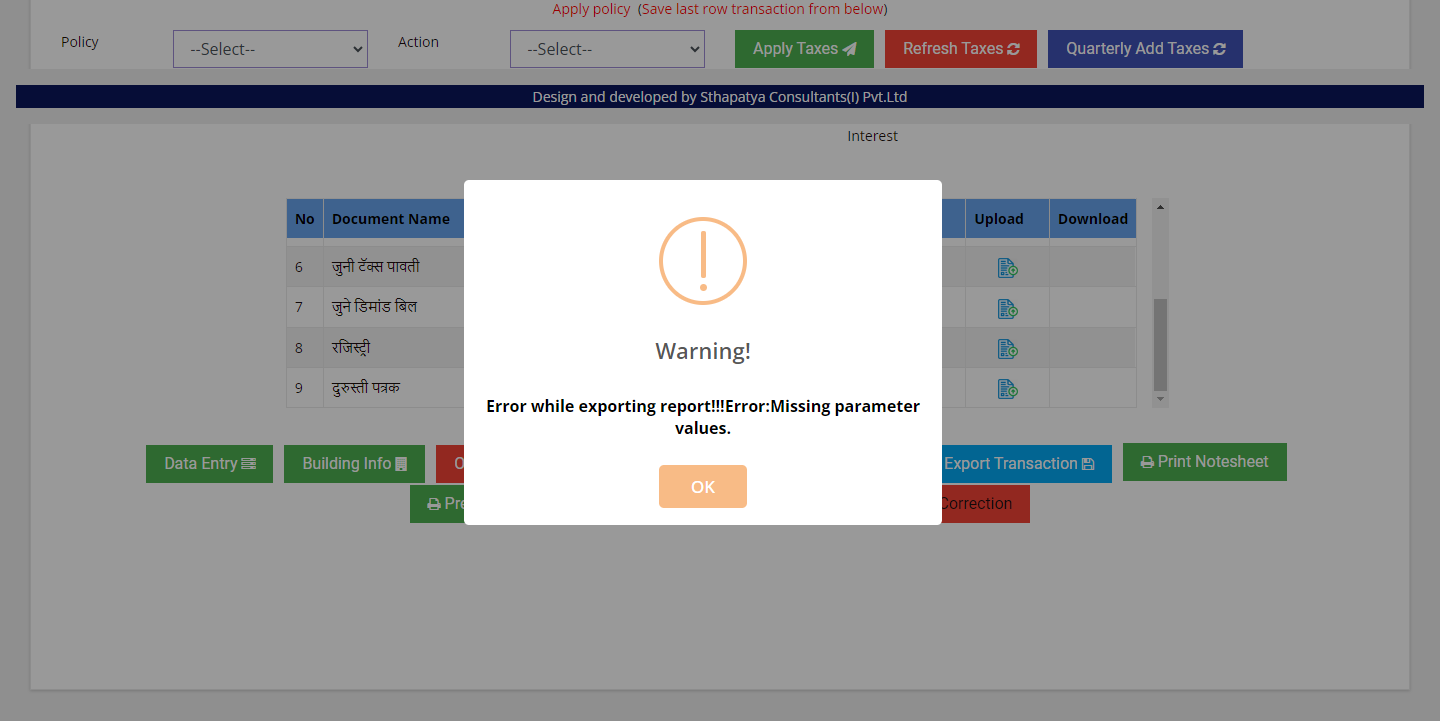 Apply policy (Save last row transaction from below)
Policy --Select-- Action --Select-- Apply Taxes Refresh Taxes Quarterly Add Taxes
Design and developed by Sthapatya Consultants(I) Pvt.Ltd
Interest
No Document Name Upload Download
6 जुनी टॅक्स पावती
7 जुने डिमांड बिल
8 रजिस्ट्री
9 दुरुस्ती पत्रक
Warning!
Error while exporting report!!!Error:Missing parameter
values.
OK
Data Entry Building Info Export Transaction Print Notesheet
Correction